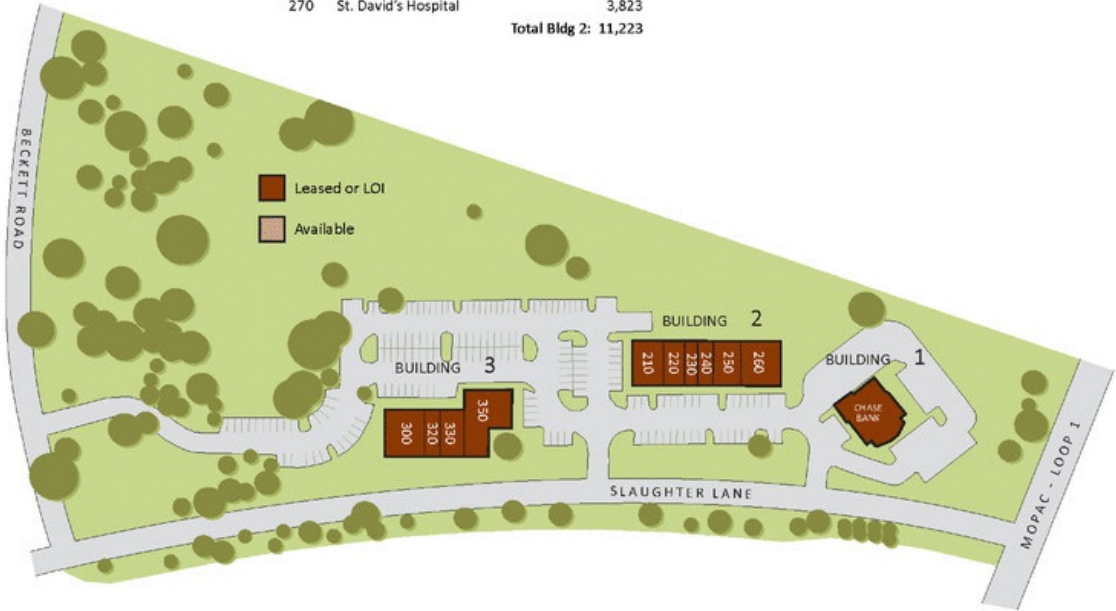 270 St. David's Hospital 3,823
Total Bldg 2: 11,223
BECKETT ROAD
Leased or LOI
Available
BUILDING 2
210 220 230 240 250 260
BUILDING 1
CHASE
BANK
BUILDING 3
300 320 330 350
SLAUGHTER LANE
MOPAC - LOOP 1